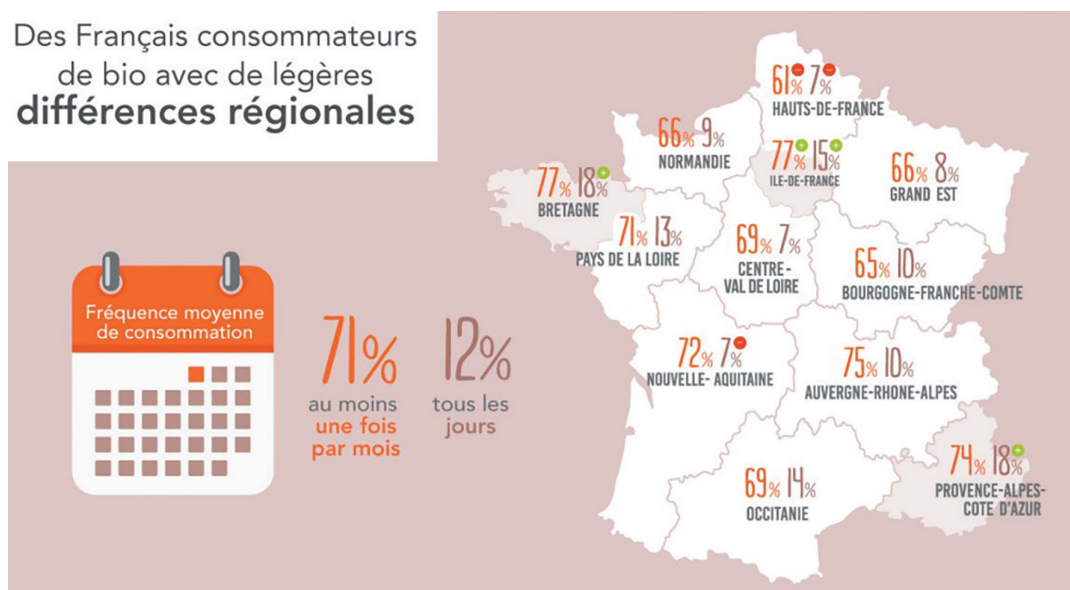 Des Français consommateurs
de bio avec de légères
différences régionales
Fréquence moyenne
de consommation
71%
au moins
une fois
par mois
12%
tous les
jours
61% 7%
HAUTS-DE-FRANCE
66% 9%
NORMANDIE
77% 15%
ILE-DE-FRANCE
66% 8%
GRAND EST
77% 18%
BRETAGNE
71% 13%
PAYS DE LA LOIRE
69% 7%
CENTRE-
VAL DE LOIRE
65% 10%
BOURGOGNE-FRANCHE-COMTE
72% 7%
NOUVELLE- AQUITAINE
75% 10%
AUVERGNE-RHONE-ALPES
74% 18%
PROVENCE-ALPES-
COTE D'AZUR
69% 14%
OCCITANIE